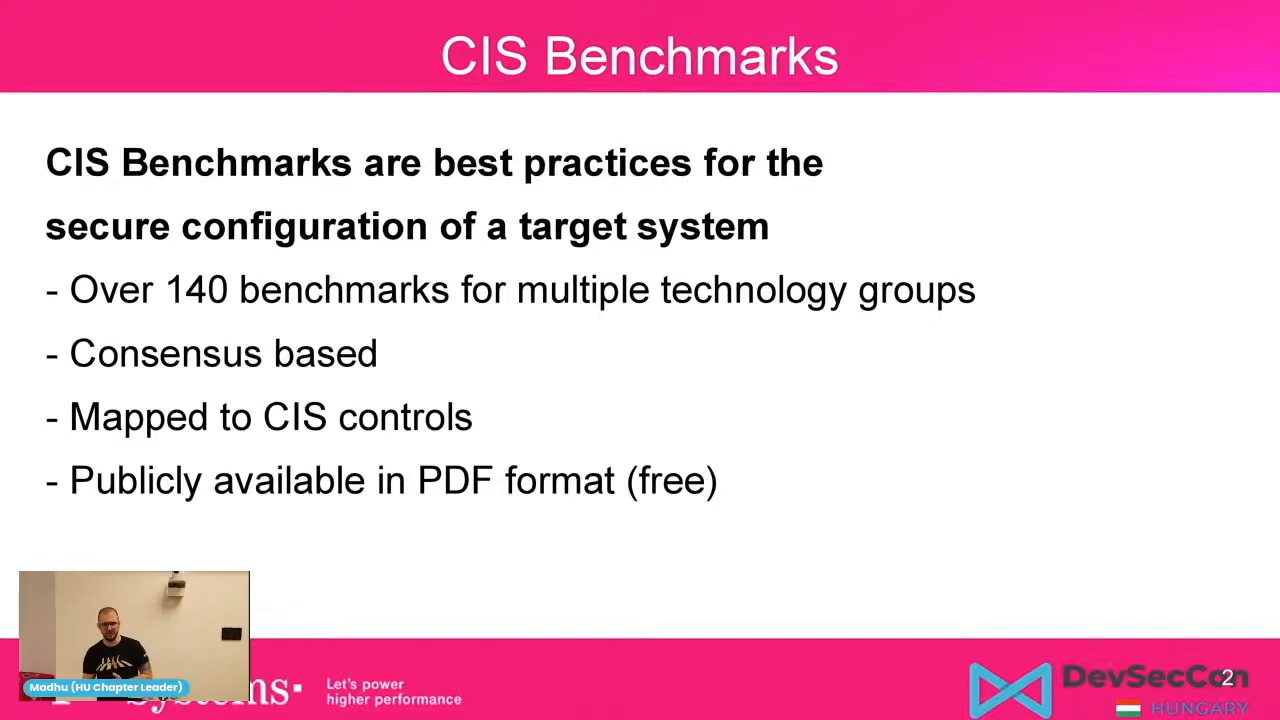 CIS Benchmarks
CIS Benchmarks are best practices for the
secure configuration of a target system
- Over 140 benchmarks for multiple technology groups
- Consensus based
- Mapped to CIS controls
- Publicly available in PDF format (free)
Madhu (HU Chapter Leader)
Let's power
higher performance
DevSecCon
2
HUNGARY